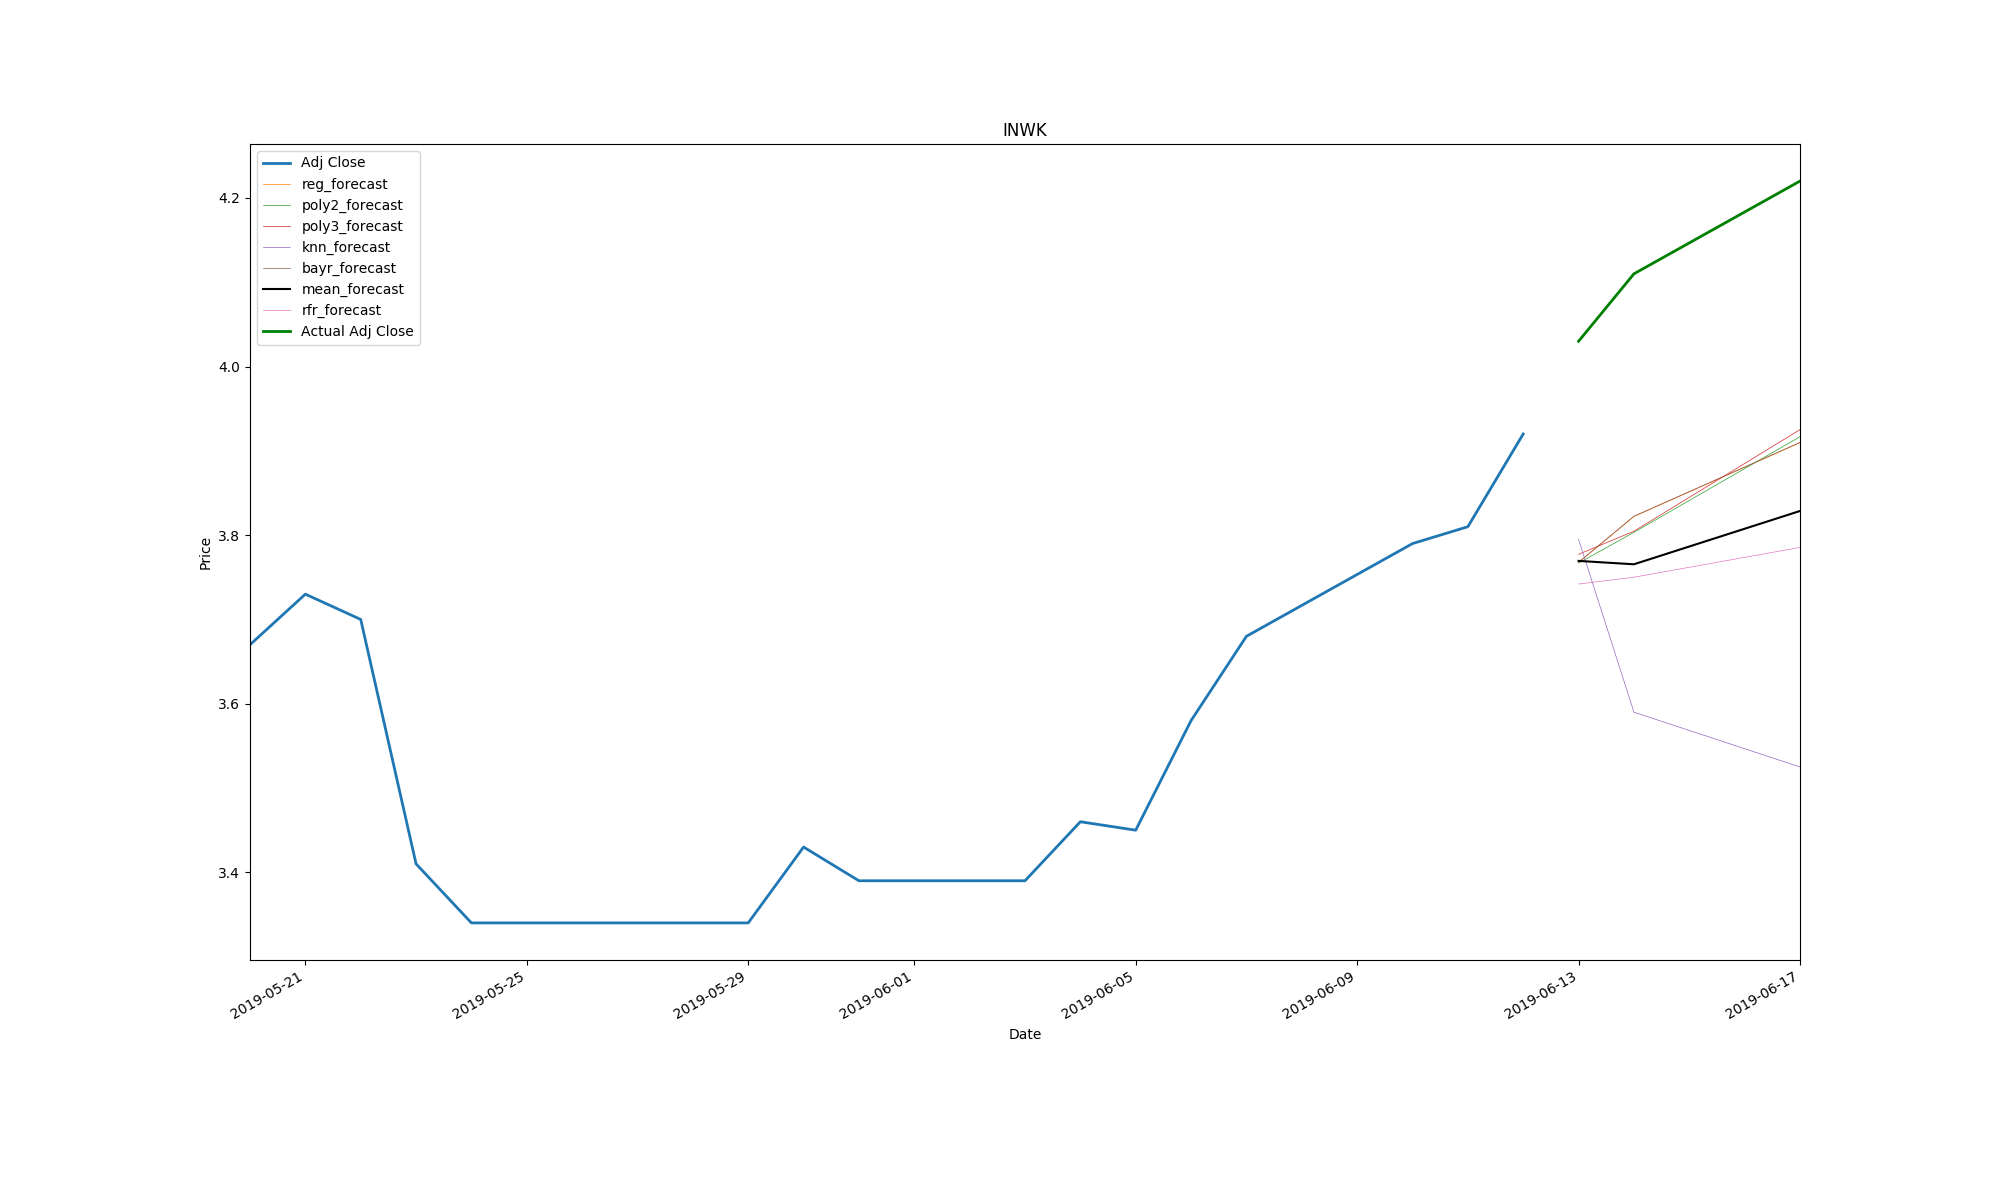 INWK
Adj Close
reg_forecast
poly2_forecast
poly3_forecast
knn_forecast
bayr_forecast
mean_forecast
rfr_forecast
Actual Adj Close
4.2
4.0
3.8
3.6
3.4
Price
2019-05-21
2019-05-25
2019-05-29
2019-06-01
2019-06-05
2019-06-09
2019-06-13
2019-06-17
Date